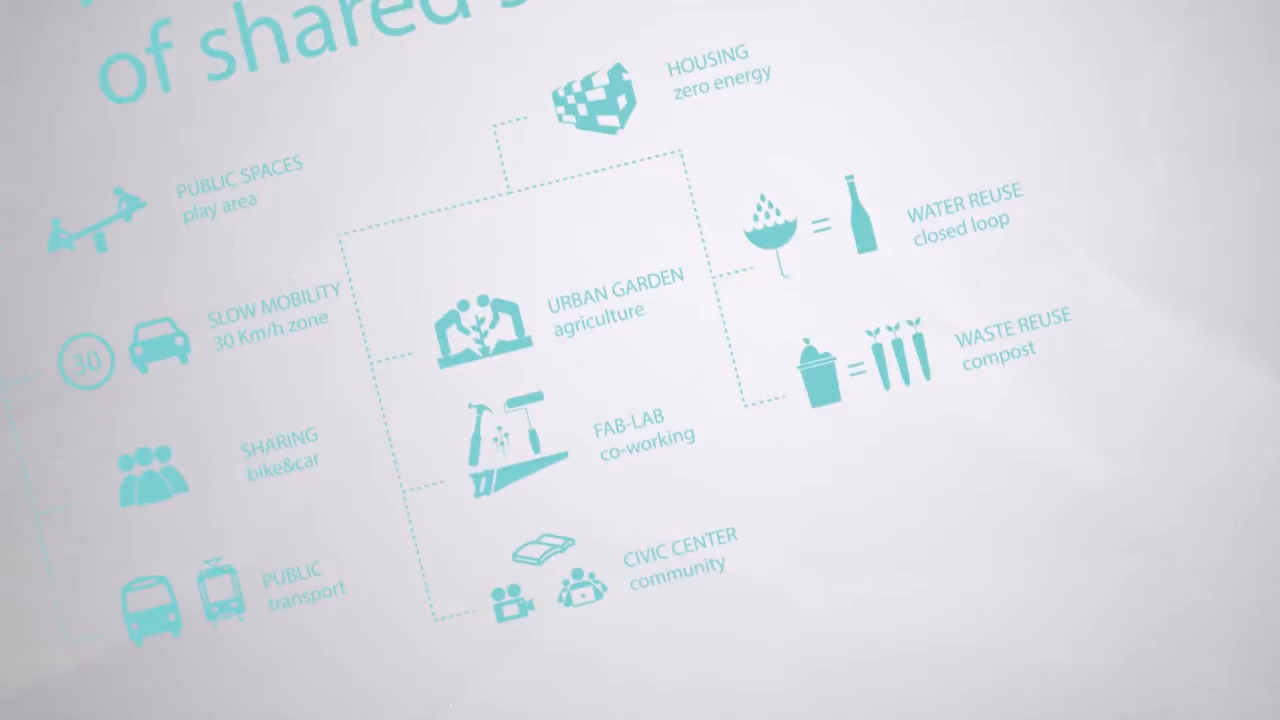 of shared
HOUSING
zero energy
PUBLIC SPACES
play area
WATER REUSE
closed loop
=
SLOW MOBILITY
30 Km/h zone
30
URBAN GARDEN
agriculture
WASTE REUSE
compost
=
SHARING
bike&car
FAB-LAB
co-working
PUBLIC
transport
CIVIC CENTER
community